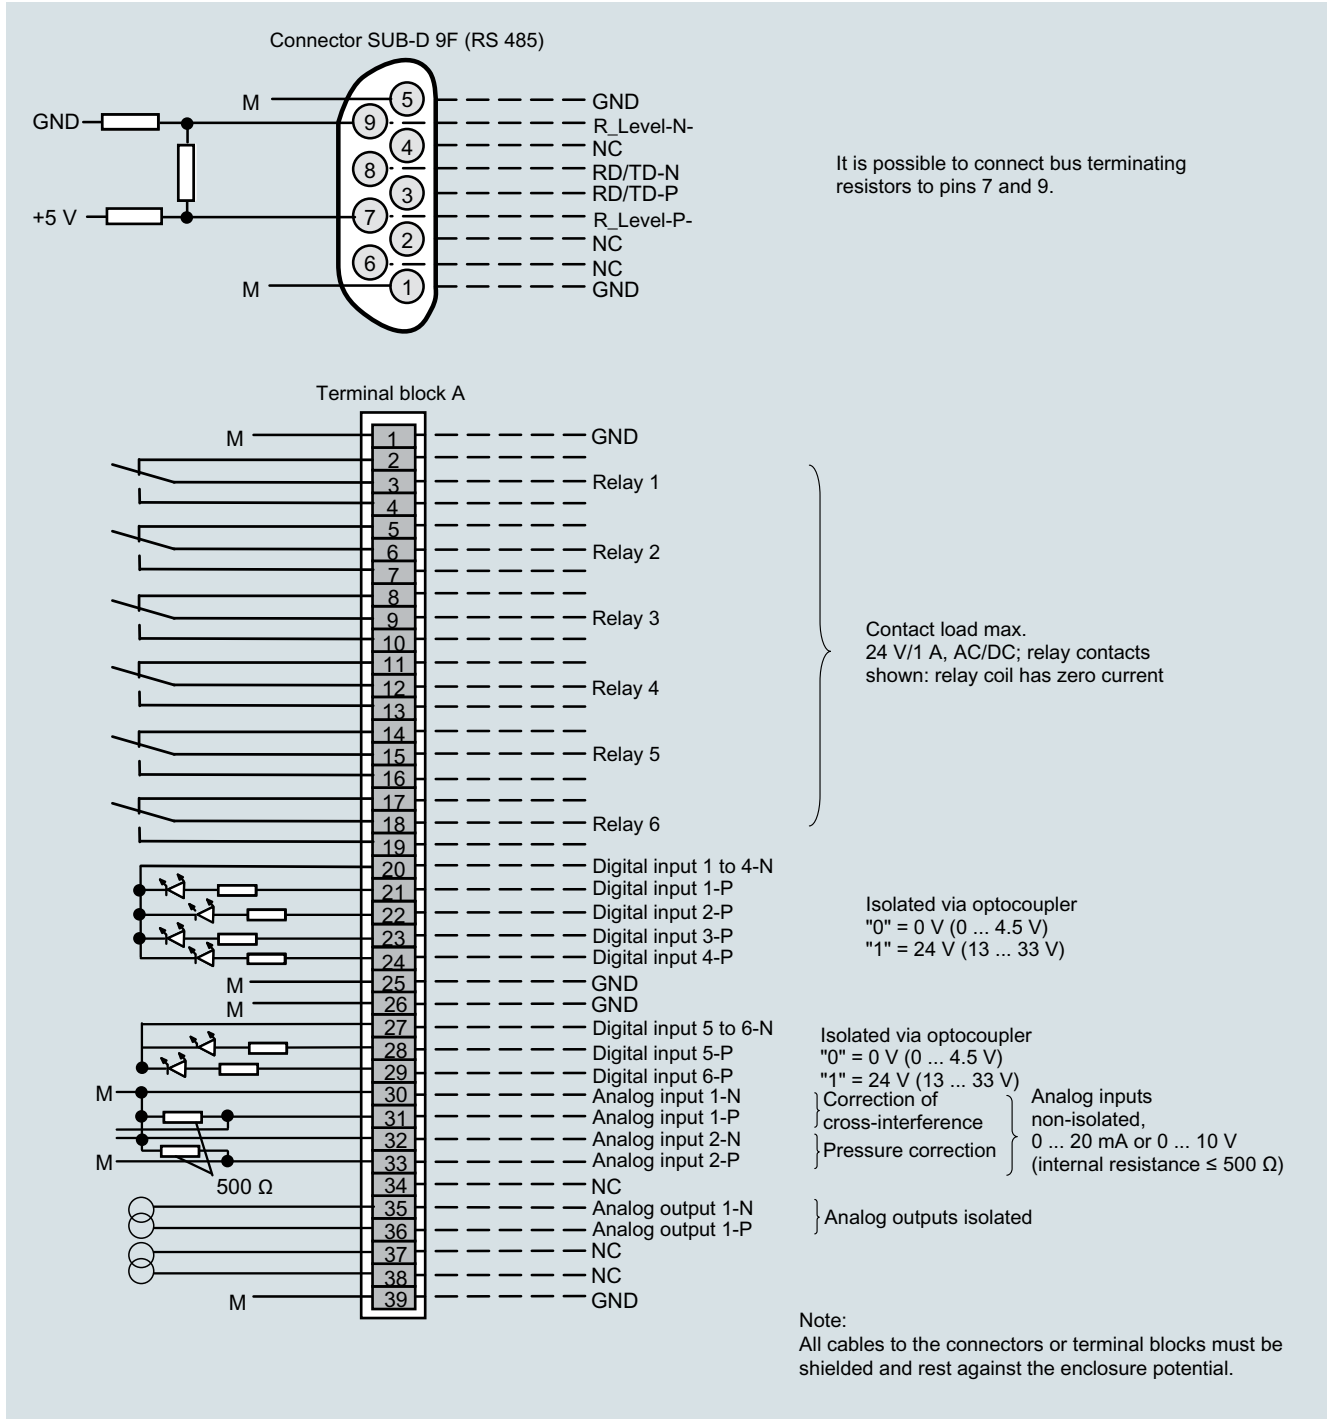 Connector SUB-D 9F (RS 485)
M
5
GND
GND
9
R_Level-N-
4
NC
8
RD/TD-N
3
RD/TD-P
+5 V
7
R_Level-P-
2
NC
6
NC
M
1
GND
It is possible to connect bus terminating
resistors to pins 7 and 9.
Terminal block A
M
1
GND
2
3
Relay 1
4
5
6
Relay 2
7
8
9
Relay 3
10
11
12
Relay 4
13
14
15
Relay 5
16
17
18
Relay 6
19
Contact load max.
24 V/1 A, AC/DC; relay contacts
shown: relay coil has zero current
20
Digital input 1 to 4-N
21
Digital input 1-P
22
Digital input 2-P
23
Digital input 3-P
24
Digital input 4-P
Isolated via optocoupler
"0" = 0 V (0 ... 4.5 V)
"1" = 24 V (13 ... 33 V)
M
25
GND
M
26
GND
27
Digital input 5 to 6-N
28
Digital input 5-P
29
Digital input 6-P
Isolated via optocoupler
"0" = 0 V (0 ... 4.5 V)
"1" = 24 V (13 ... 33 V)
M
30
Analog input 1-N
31
Analog input 1-P
Correction of
cross-interference
32
Analog input 2-N
M
33
Analog input 2-P
Pressure correction
Analog inputs
non-isolated,
0 ... 20 mA or 0 ... 10 V
(internal resistance ≤ 500 Ω)
500 Ω
34
NC
35
Analog output 1-N
36
Analog output 1-P
Analog outputs isolated
37
NC
38
NC
M
39
GND
Note:
All cables to the connectors or terminal blocks must be
shielded and rest against the enclosure potential.